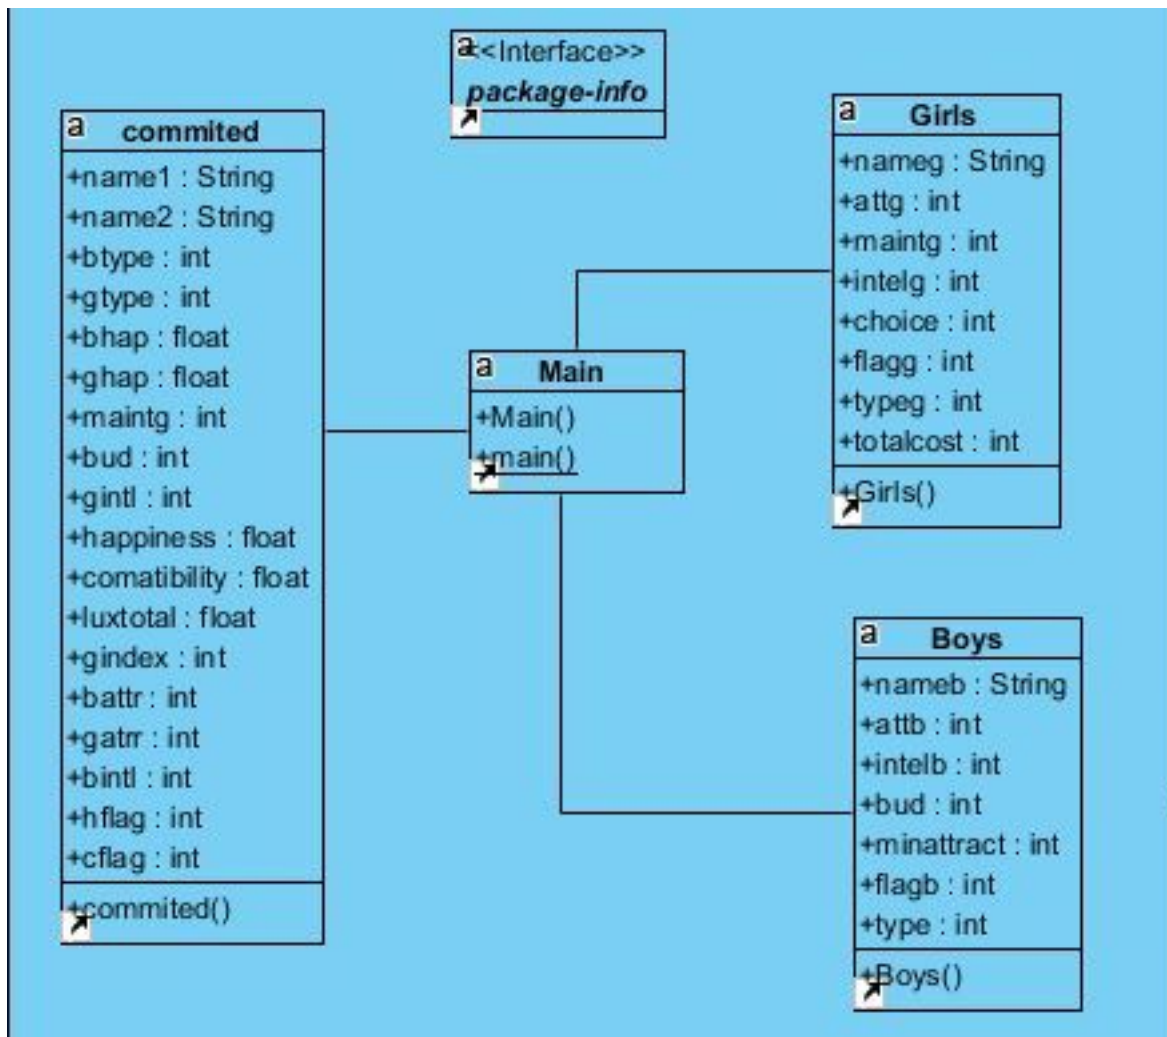 a
<<Interface>>
package-info
a
commited
+name1 : String
+name2 : String
+btype : int
+gtype : int
+bhap : float
+ghap : float
+maintg : int
+bud : int
+gintl : int
+happiness : float
+comatibility : float
+luxtotal : float
+gindex : int
+battr : int
+gatrr : int
+bintl : int
+hflag : int
+cflag : int
+commited()
a
Main
+Main()
+main()
a
Girls
+nameg : String
+attg : int
+maintg : int
+intelg : int
+choice : int
+flagg : int
+typeg : int
+totalcost : int
+Girls()
a
Boys
+nameb : String
+attb : int
+intelb : int
+bud : int
+minattract : int
+flagb : int
+type : int
+Boys()